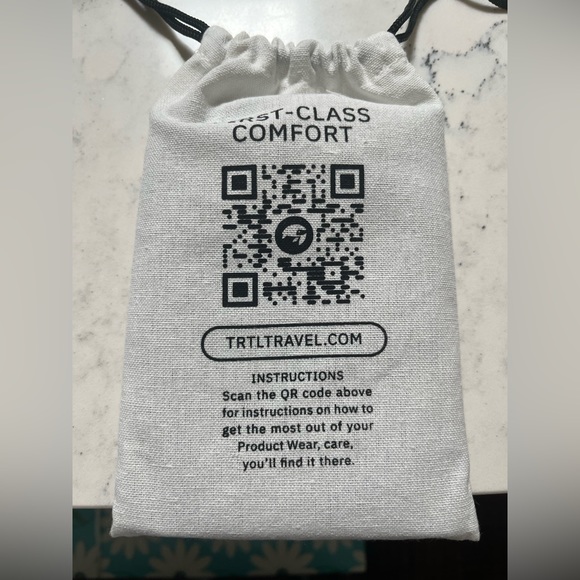 -CLASS
COMFORT
TRTLTRAVEL.COM
INSTRUCTIONS
Scan the QR code above
for instructions on how to
get the most out of your
Product Wear, care,
you'll find it there.